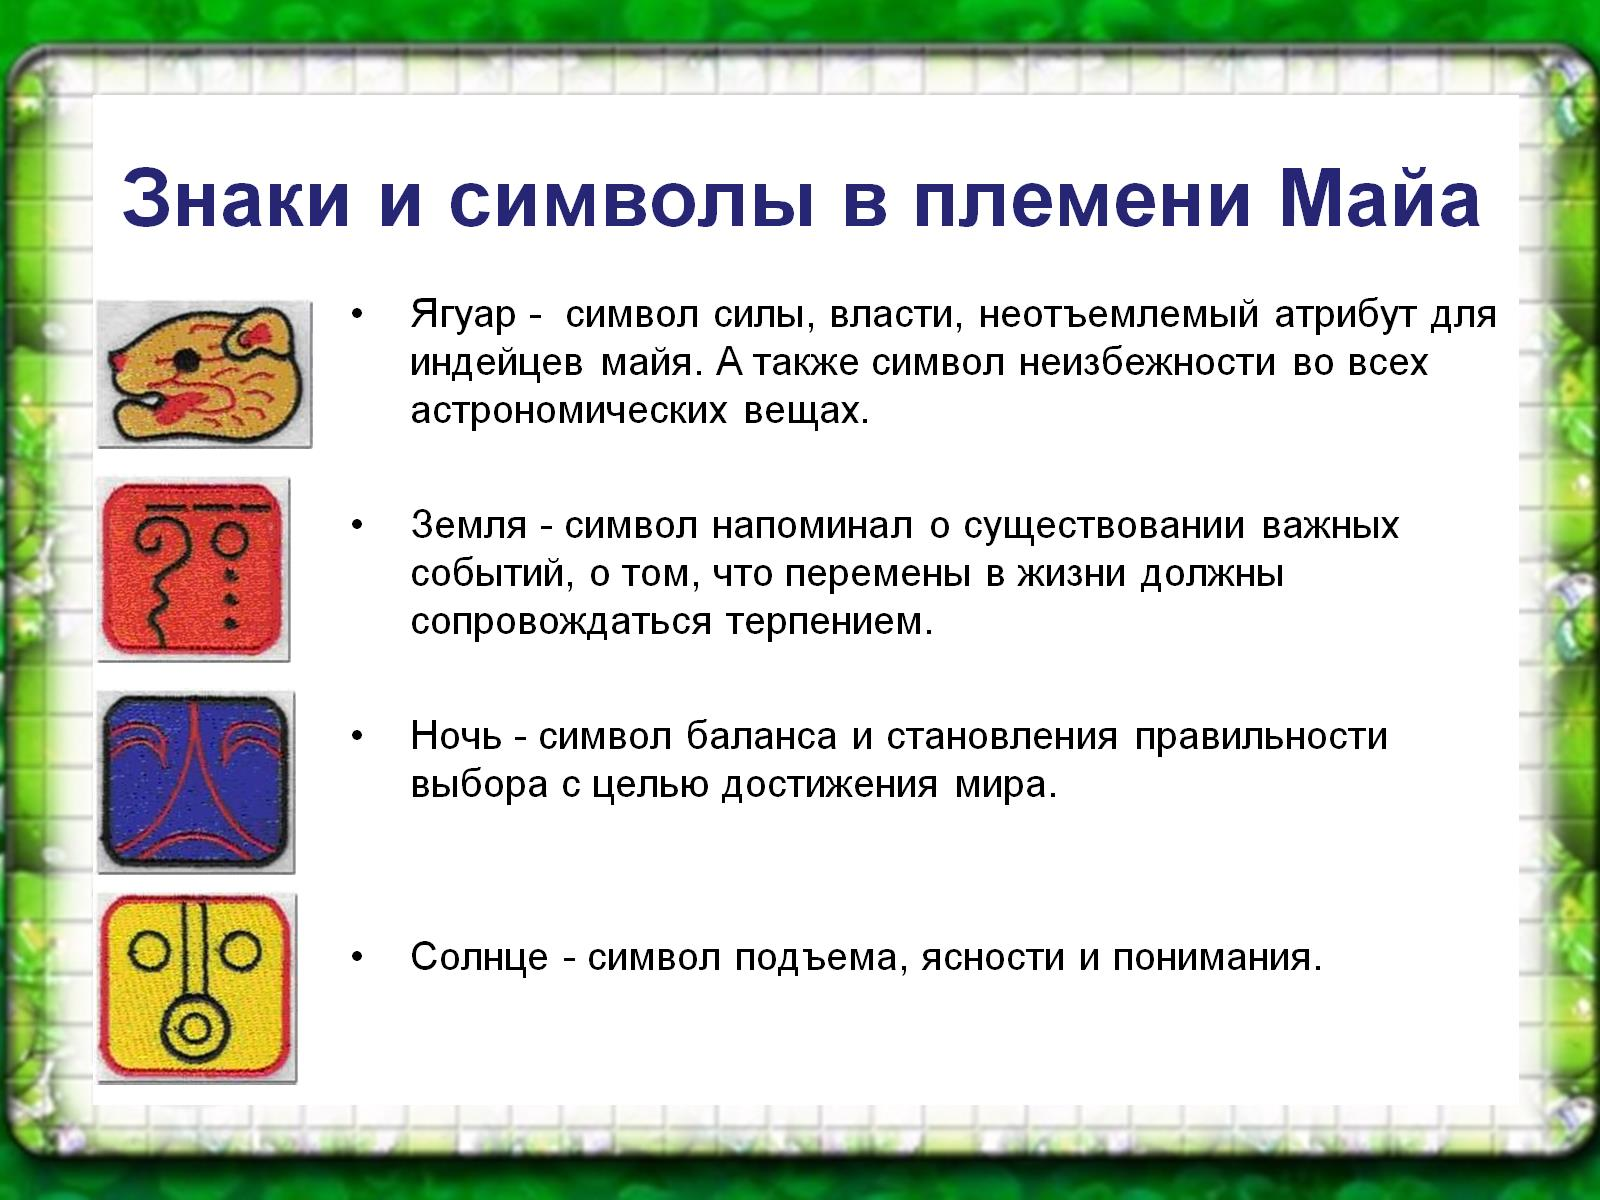 Знаки и символы в племени Майа
• Ягуар - символ силы, власти, неотъемлемый атрибут для
индейцев майя. А также символ неизбежности во всех
астрономических вещах.
• Земля - символ напоминал о существовании важных
событий, о том, что перемены в жизни должны
сопровождаться терпением.
• Ночь - символ баланса и становления правильности
выбора с целью достижения мира.
• Солнце - символ подъема, ясности и понимания.